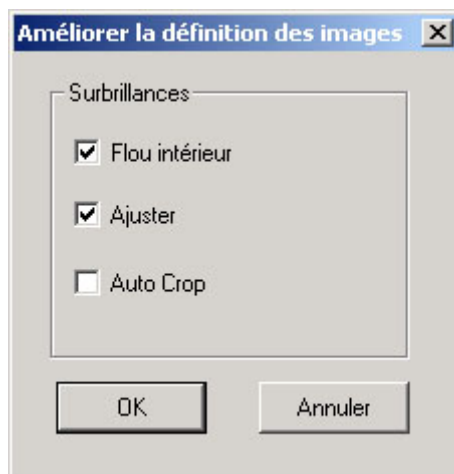 Améliorer la définition des images
Surbrillances
Flou intérieur
Ajuster
Auto Crop
OK
Annuler